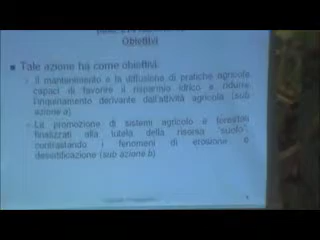 Obiettivi
Tale azione ha come obiettivi
Il mantenimento e la diffusione di pratiche agricole
capaci di favorire il risparmio idrico e ridurre
l'inquinamento derivante dall'attività agricola (sub
azione a)
La promozione di sistemi agricolo e forestali
finalizzati alla tutela della risorsa "suolo",
contrastando i fenomeni di erosione e
desertificazione (sub azione b)